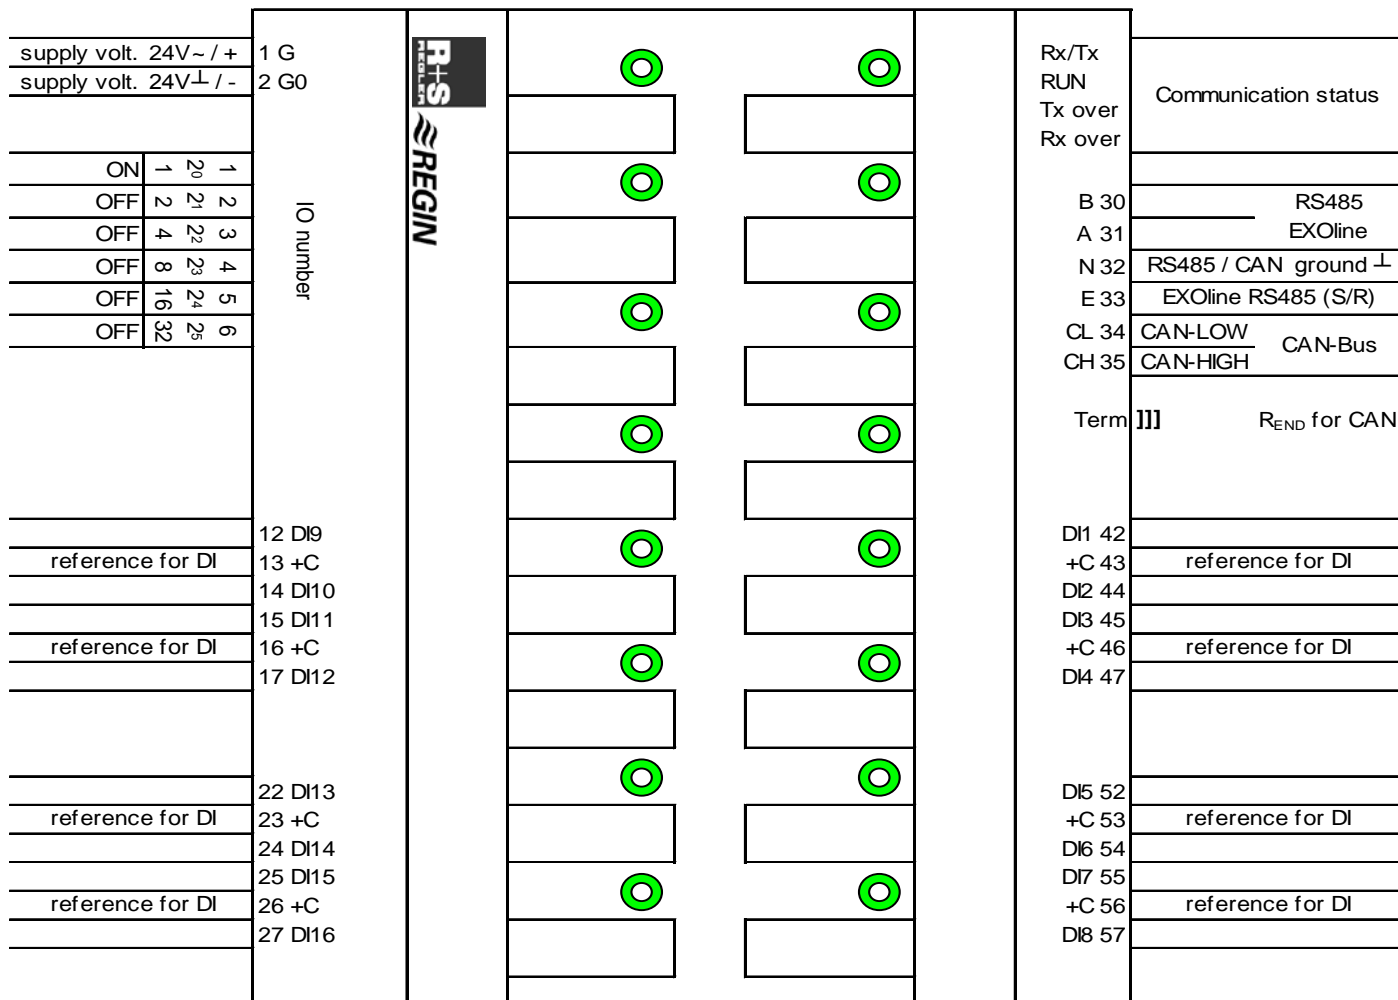 supply volt. 24V~ / + 1 G
supply volt. 24V⊥ / - 2 G0
ON 1 2⁰ 1
OFF 2 2¹ 2
OFF 4 2² 3
OFF 8 2³ 4
OFF 16 2⁴ 5
OFF 32 2⁵ 6
IO number
R+S
REGLER
REGIN
12 DI9
reference for DI 13 +C
14 DI10
15 DI11
reference for DI 16 +C
17 DI12
22 DI13
reference for DI 23 +C
24 DI14
25 DI15
reference for DI 26 +C
27 DI16
Rx/Tx
RUN
Tx over
Rx over
Communication status
B 30 RS485
A 31 EXOline
N 32 RS485 / CAN ground ⊥
E 33 EXOline RS485 (S/R)
CL 34 CAN-LOW
CH 35 CAN-HIGH
CAN-Bus
Term ]]] R_END for CAN
DI1 42
+C 43 reference for DI
DI2 44
DI3 45
+C 46 reference for DI
DI4 47
DI5 52
+C 53 reference for DI
DI6 54
DI7 55
+C 56 reference for DI
DI8 57